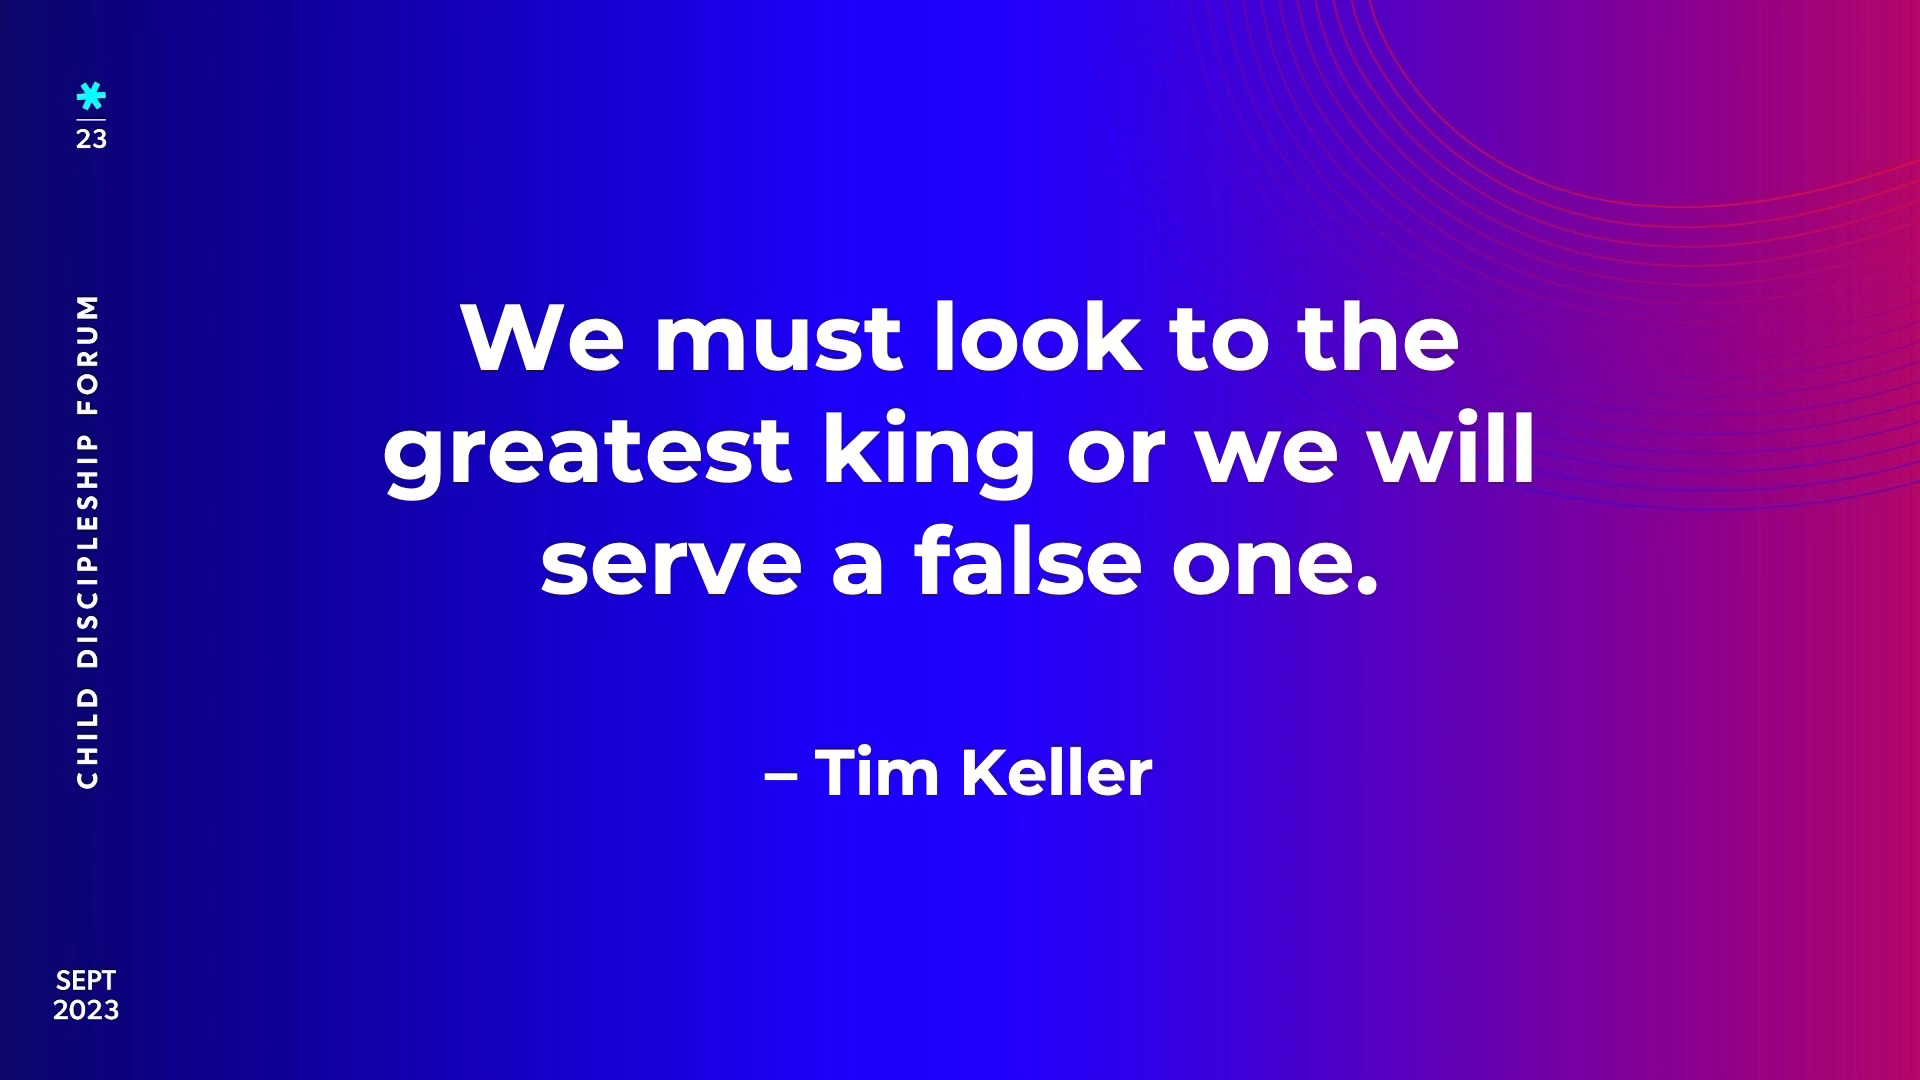 23
CHILD DISCIPLESHIP FORUM
We must look to the
greatest king or we will
serve a false one.
– Tim Keller
SEPT
2023